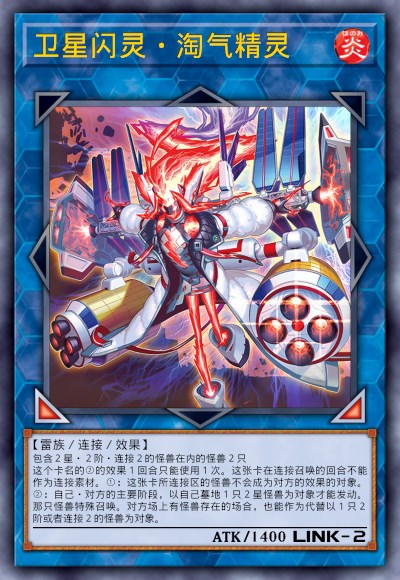 卫星闪灵・淘气精灵
ほのお
炎
【雷族/连接/效果】
包含2星・2阶・连接2的怪兽在内的怪兽2只
这个卡名的②的效果1回合只能使用1次。这张卡在连接召唤的回合不能
作为连接素材。①：这张卡所连接区的怪兽不会成为对方的效果的对象。
②：自己・对方的主要阶段，以自己墓地1只2星怪兽为对象才能发动。
那只怪兽特殊召唤。对方场上有怪兽存在的场合，也能作为代替以1只2
阶或者连接2的怪兽为对象。
ATK/1400 LINK-2